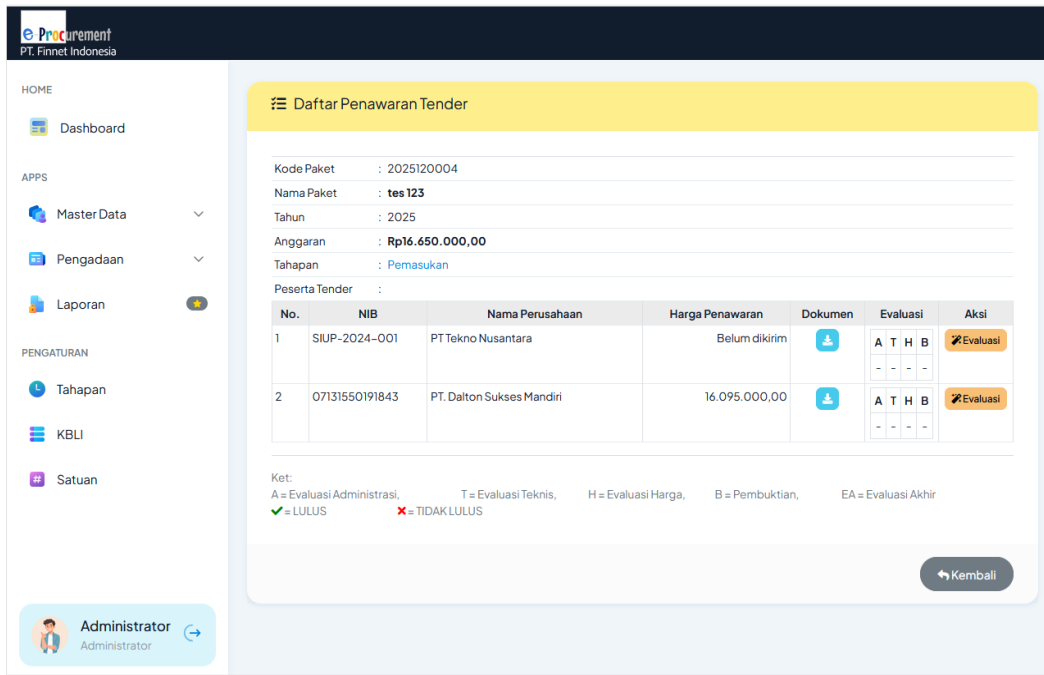 e-Procurement
PT. Finnet Indonesia
HOME
Dashboard
APPS
Master Data
Pengadaan
Laporan
PENGATURAN
Tahapan
KBLI
Satuan
Administrator
Administrator
Daftar Penawaran Tender
Kode Paket : 2025120004
Nama Paket : tes 123
Tahun : 2025
Anggaran : Rp16.650.000,00
Tahapan : Pemasukan
Peserta Tender :
No. NIB Nama Perusahaan Harga Penawaran Dokumen Evaluasi Aksi
1 SIUP-2024-001 PT Tekno Nusantara Belum dikirim A T H B Evaluasi
- - - -
2 07131550191843 PT. Dalton Sukses Mandiri 16.095.000,00 A T H B Evaluasi
- - - -
Ket:
A = Evaluasi Administrasi, T = Evaluasi Teknis, H = Evaluasi Harga, B = Pembuktian, EA = Evaluasi Akhir
✔ = LULUS ✖ = TIDAK LULUS
Kembali